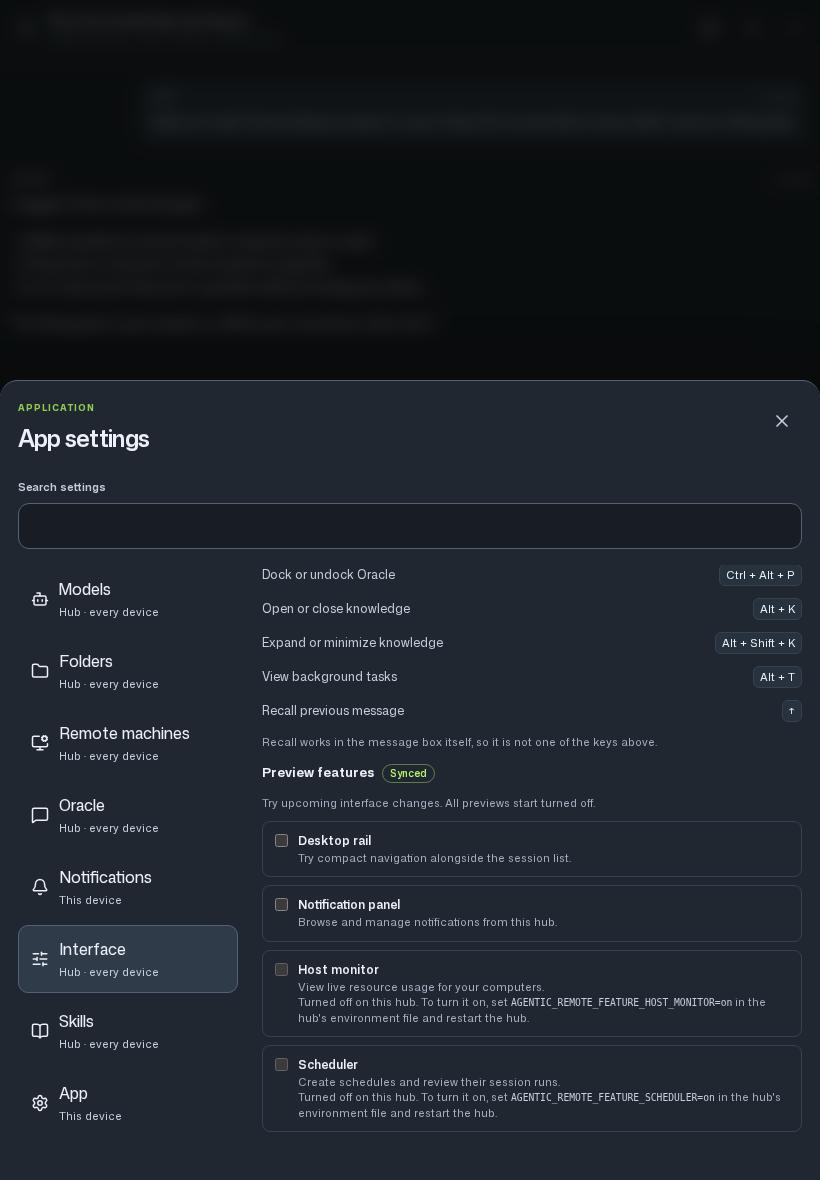 APPLICATION
App settings
Search settings
Models
Hub · every device
Folders
Hub · every device
Remote machines
Hub · every device
Oracle
Hub · every device
Notifications
This device
Interface
Hub · every device
Skills
Hub · every device
App
This device
Dock or undock Oracle
Ctrl + Alt + P
Open or close knowledge
Alt + K
Expand or minimize knowledge
Alt + Shift + K
View background tasks
Alt + T
Recall previous message
↑
Recall works in the message box itself, so it is not one of the keys above.
Preview features
Synced
Try upcoming interface changes. All previews start turned off.
Desktop rail
Try compact navigation alongside the session list.
Notification panel
Browse and manage notifications from this hub.
Host monitor
View live resource usage for your computers.
Turned off on this hub. To turn it on, set AGENTIC_REMOTE_FEATURE_HOST_MONITOR=on in the
hub's environment file and restart the hub.
Scheduler
Create schedules and review their session runs.
Turned off on this hub. To turn it on, set AGENTIC_REMOTE_FEATURE_SCHEDULER=on in the hub's
environment file and restart the hub.